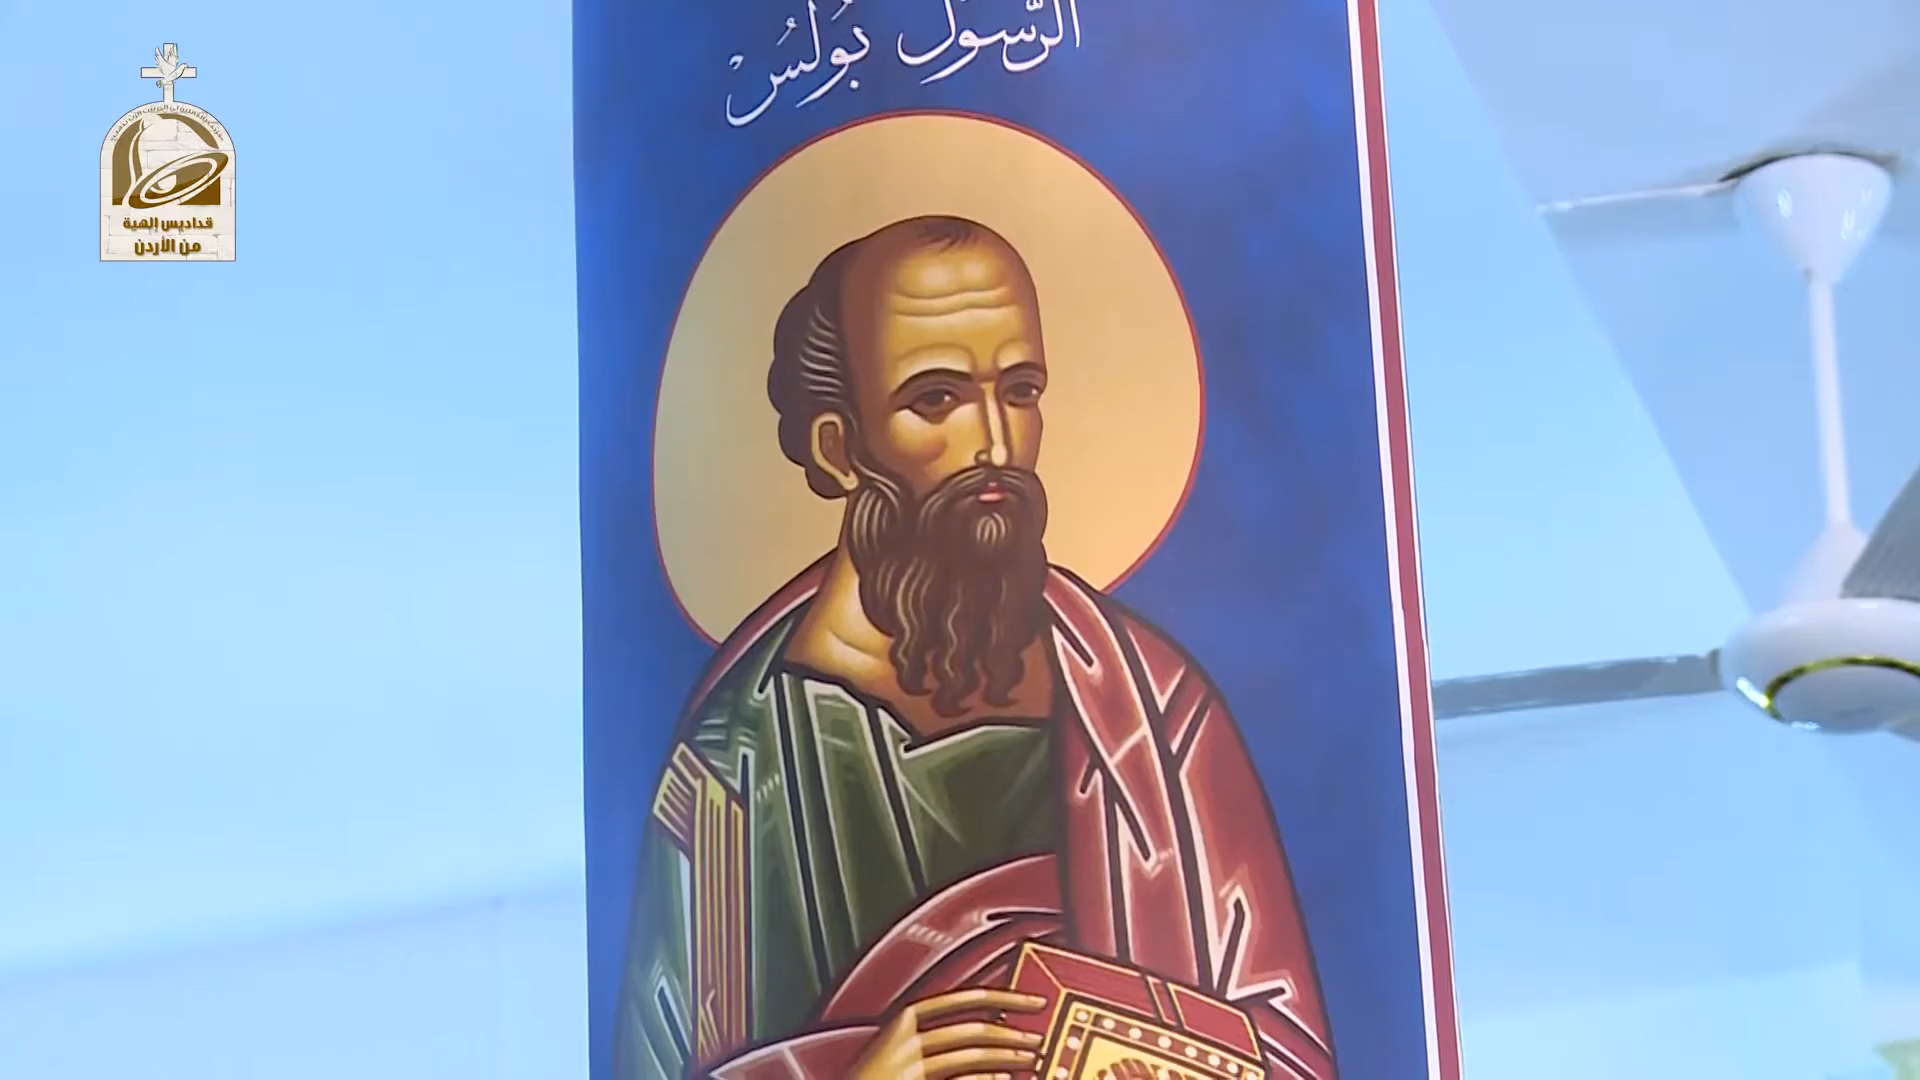 الرَّسُولُ بُولُسُ
قداديس إلهية
من الأردن